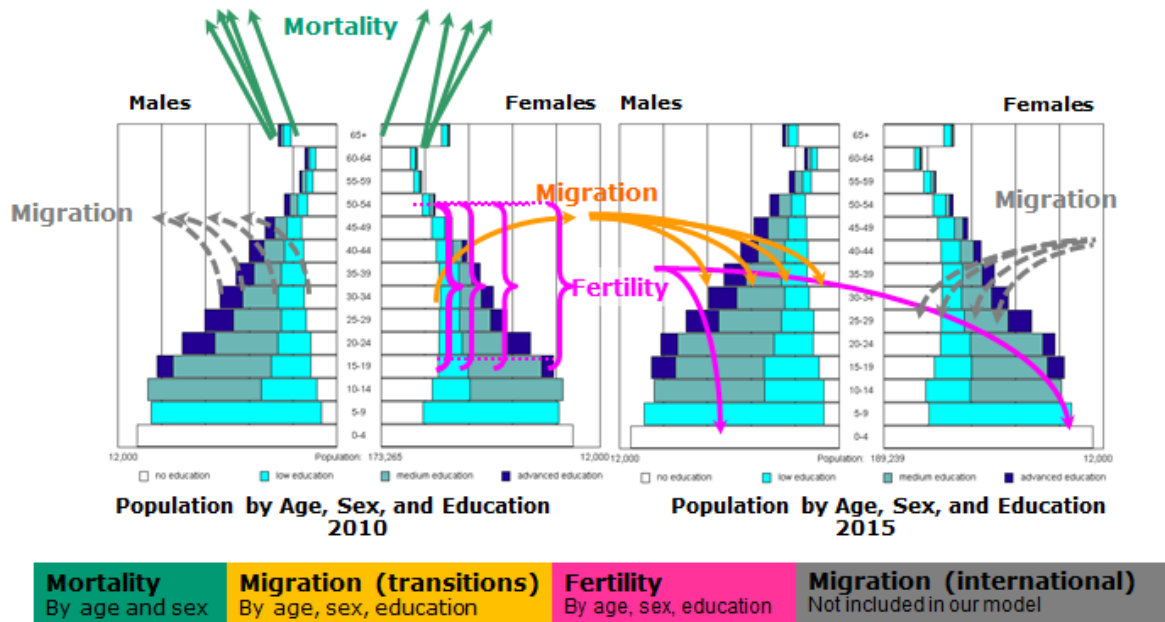 Mortality
Males
Females
Males
Females
65+
60-64
55-59
50-54
45-49
40-44
35-39
30-34
25-29
20-24
15-19
10-14
5-9
0-4
65+
60-64
55-59
50-54
45-49
40-44
35-39
30-34
25-29
20-24
15-19
10-14
5-9
0-4
Migration
Migration
Migration
Fertility
12,000 Population: 173,265 12,000
12,000 Population: 189,239 12,000
no education low education medium education advanced education
no education low education medium education advanced education
Population by Age, Sex, and Education
2010
Population by Age, Sex, and Education
2015
Mortality
By age and sex
Migration (transitions)
By age, sex, education
Fertility
By age, sex, education
Migration (international)
Not included in our model